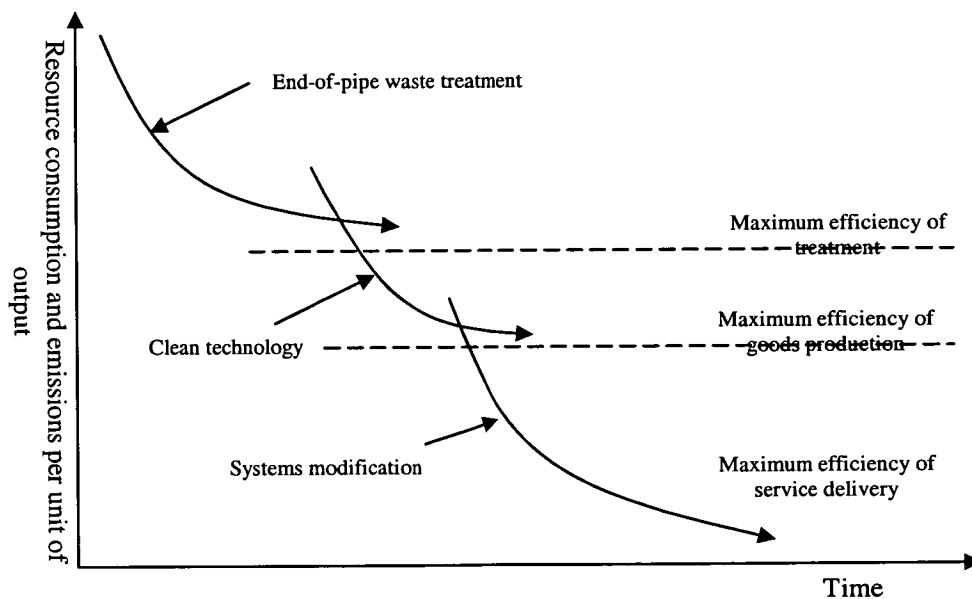 Resource consumption and emissions per unit of
output
End-of-pipe waste treatment
Maximum efficiency of
treatment
Clean technology
Maximum efficiency of
goods production
Systems modification
Maximum efficiency of
service delivery
Time